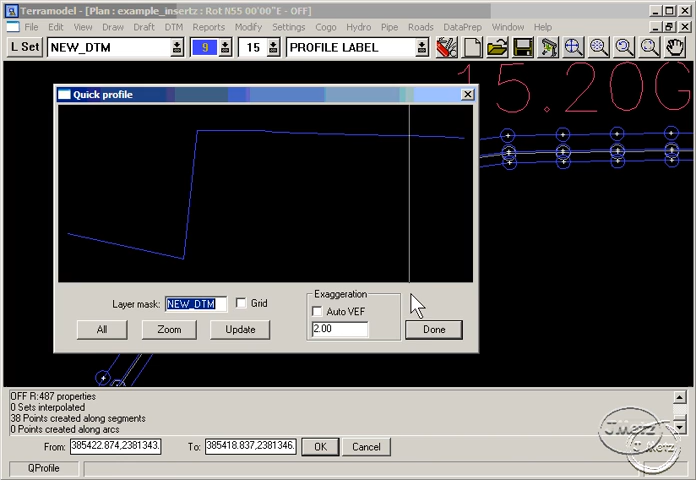 Terramodel - [Plan : example_insertz : Rot N55 00'00"E - OFF]
File Edit View Draw DTM Reports Modify Settings Cogo Hydro Pipe Roads DataPrep Window Help
L Set NEW_DTM 9 15 PROFILE LABEL
15.20G
Quick profile
Layer mask: NEW_DTM Grid
Exaggeration
Auto VEF
2.00
All Zoom Update Done
OFF R:487 properties
0 Sets interpolated
38 Points created along segments
0 Points created along arcs
From: 385422.874,2381343. To: 385418.837,2381346. OK Cancel
QProfile
JMetz
JMetz